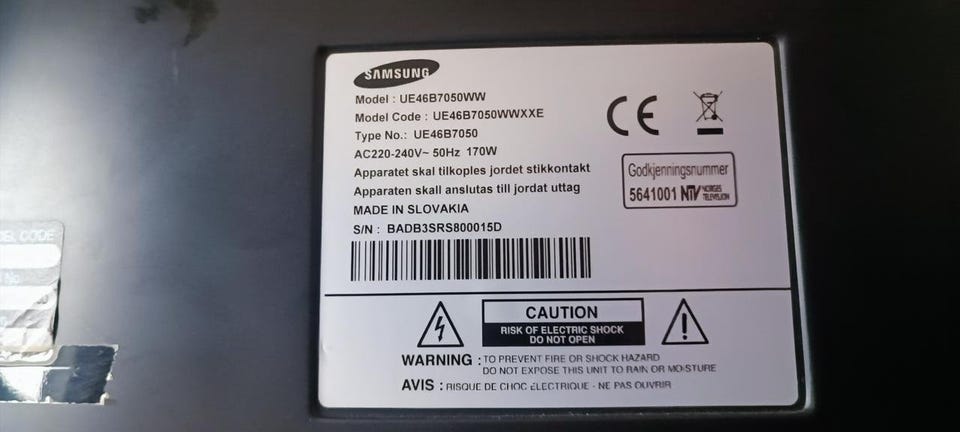 SAMSUNG
Model : UE46B7050WW
Model Code : UE46B7050WWXXE
Type No.: UE46B7050
AC220-240V~ 50Hz 170W
Apparatet skal tilkoples jordet stikkontakt
Apparaten skall anslutas till jordat uttag
MADE IN SLOVAKIA
S/N : BADB3SRS800015D
CE
Godkjenningsnummer
5641001 NTV NORGES
TELEVISJON
CODE
CAUTION
RISK OF ELECTRIC SHOCK
DO NOT OPEN
WARNING : TO PREVENT FIRE OR SHOCK HAZARD
DO NOT EXPOSE THIS UNIT TO RAIN OR MOISTURE
AVIS : RISQUE DE CHOC ELECTRIQUE - NE PAS OUVRIR